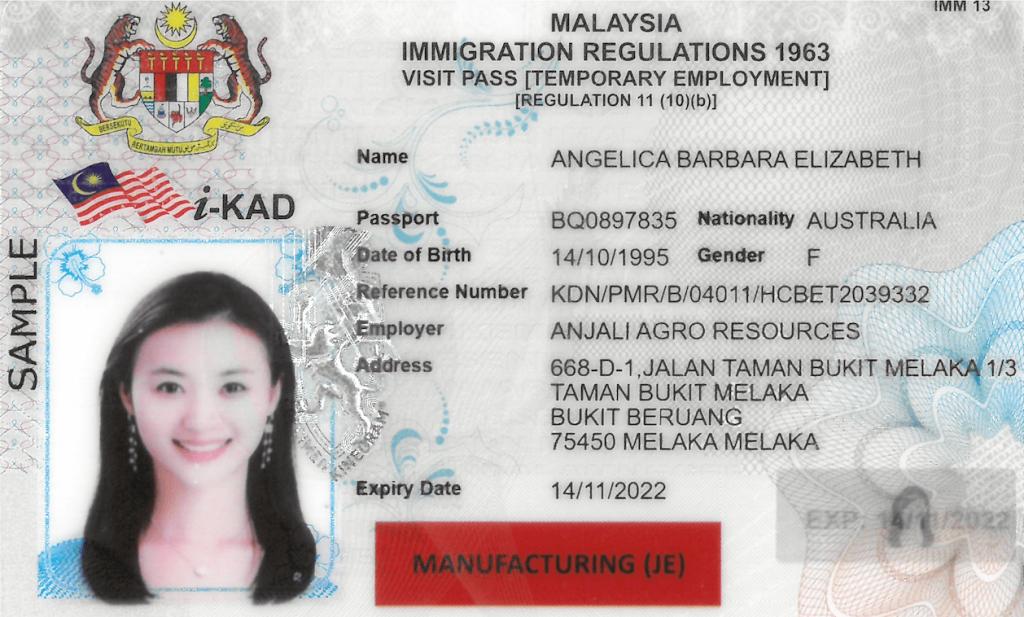 IMM 13
MALAYSIA
IMMIGRATION REGULATIONS 1963
VISIT PASS [TEMPORARY EMPLOYMENT]
[REGULATION 11 (10)(b)]
BERSEKUTU
BERTAMBAH MUTU
i-KAD
SAMPLE
Name ANGELICA BARBARA ELIZABETH
Passport BQ0897835 Nationality AUSTRALIA
Date of Birth 14/10/1995 Gender F
Reference Number KDN/PMR/B/04011/HCBET2039332
Employer ANJALI AGRO RESOURCES
Address 668-D-1,JALAN TAMAN BUKIT MELAKA 1/3
TAMAN BUKIT MELAKA
BUKIT BERUANG
75450 MELAKA MELAKA
Expiry Date 14/11/2022
EXP: 14/11/2022
MANUFACTURING (JE)